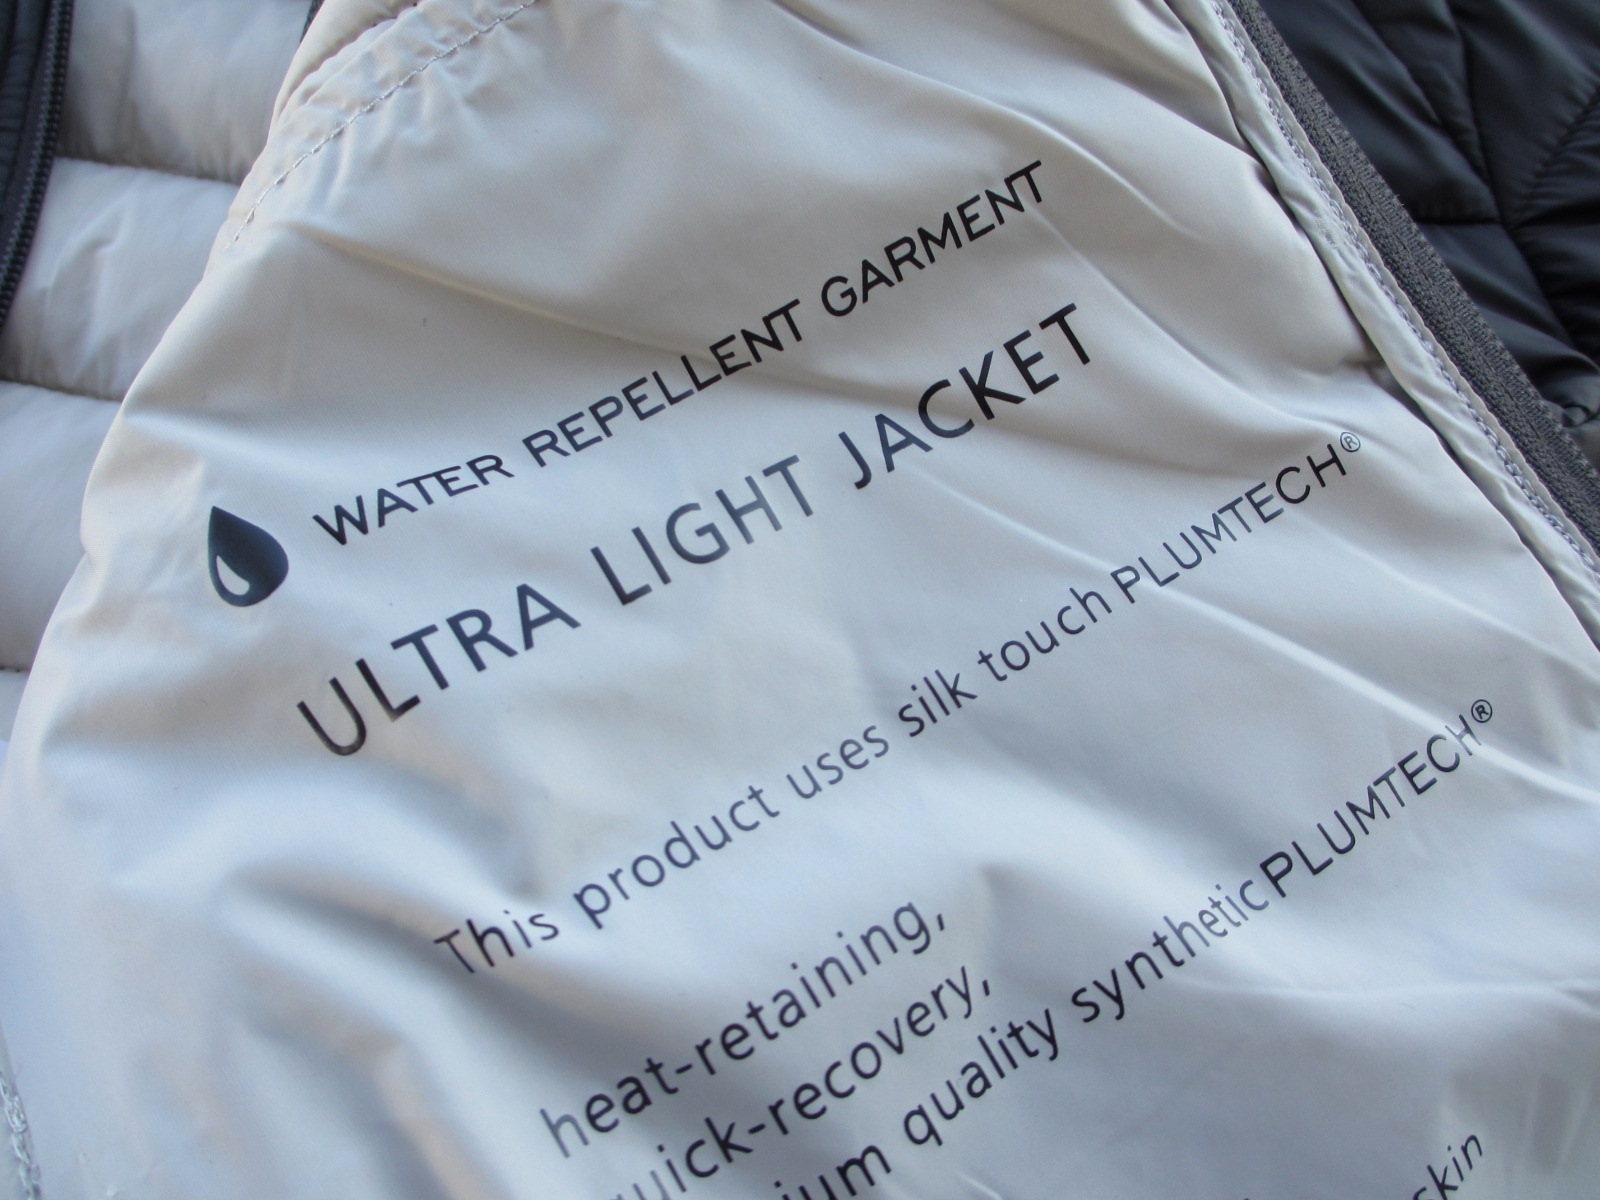 WATER REPELLENT GARMENT
ULTRA LIGHT JACKET
This product uses silk touch PLUMTECH®
heat-retaining,
quick-recovery,
quality synthetic PLUMTECH®
skin